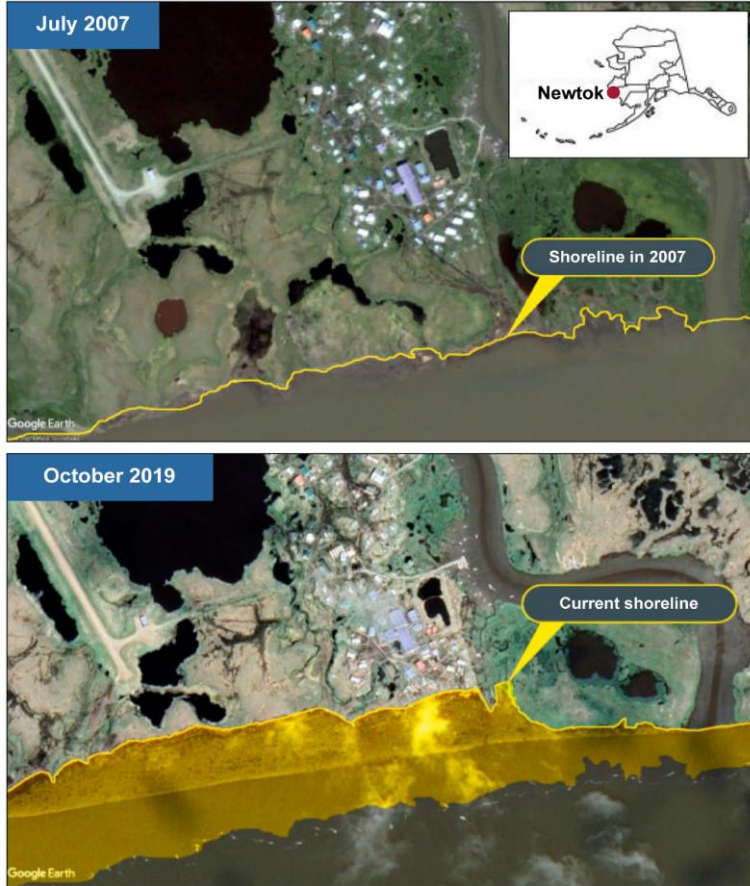 July 2007
Newtok
Shoreline in 2007
Google Earth
October 2019
Current shoreline
Google Earth